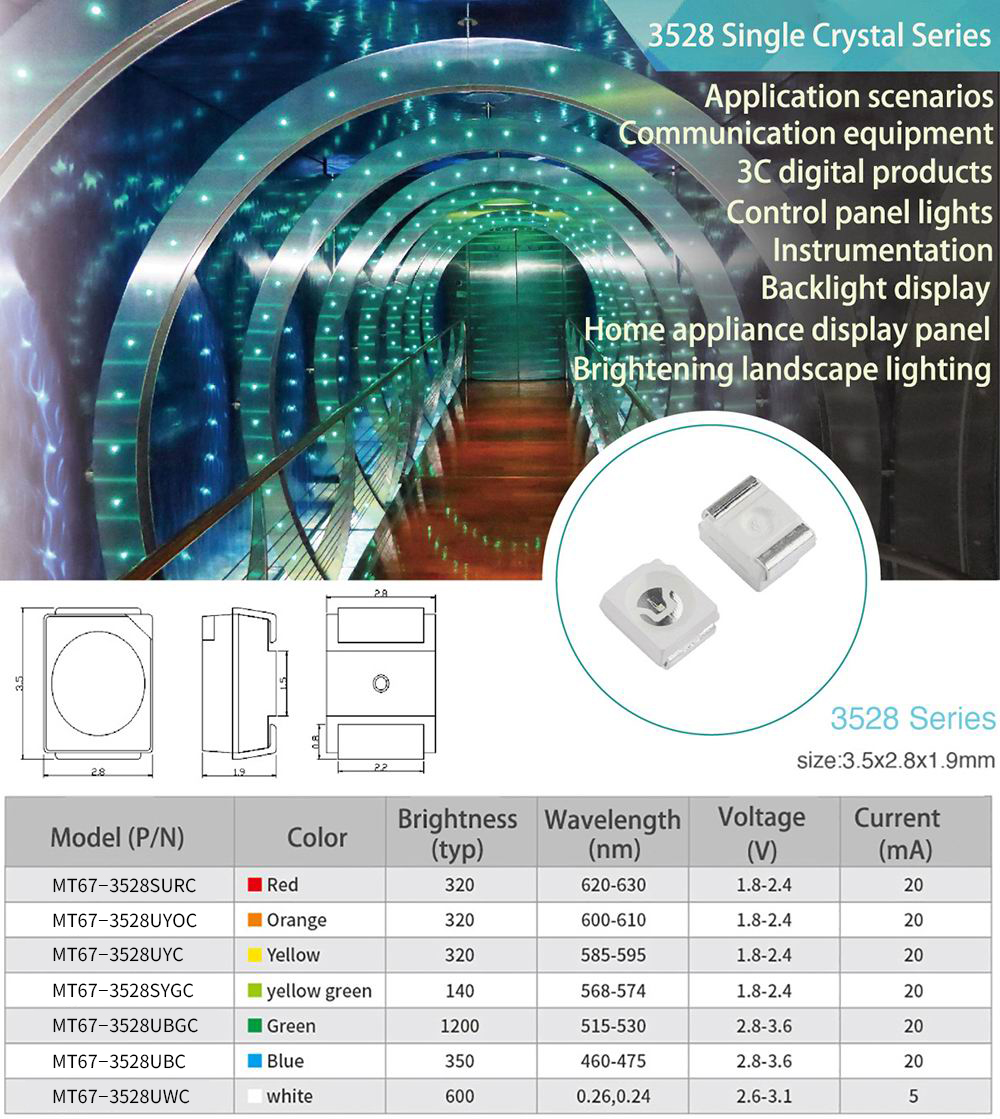 3528 Single Crystal Series
Application scenarios
Communication equipment
3C digital products
Control panel lights
Instrumentation
Backlight display
Home appliance display panel
Brightening landscape lighting
2.8
3.5
1.5
0.8
2.8
1.9
2.2
3528 Series
size:3.5x2.8x1.9mm
Model (P/N) Color Brightness (typ) Wavelength (nm) Voltage (V) Current (mA)
MT67-3528SURC Red 320 620-630 1.8-2.4 20
MT67-3528UYOC Orange 320 600-610 1.8-2.4 20
MT67-3528UYC Yellow 320 585-595 1.8-2.4 20
MT67-3528SYGC yellow green 140 568-574 1.8-2.4 20
MT67-3528UBGC Green 1200 515-530 2.8-3.6 20
MT67-3528UBC Blue 350 460-475 2.8-3.6 20
MT67-3528UWC white 600 0.26,0.24 2.6-3.1 5